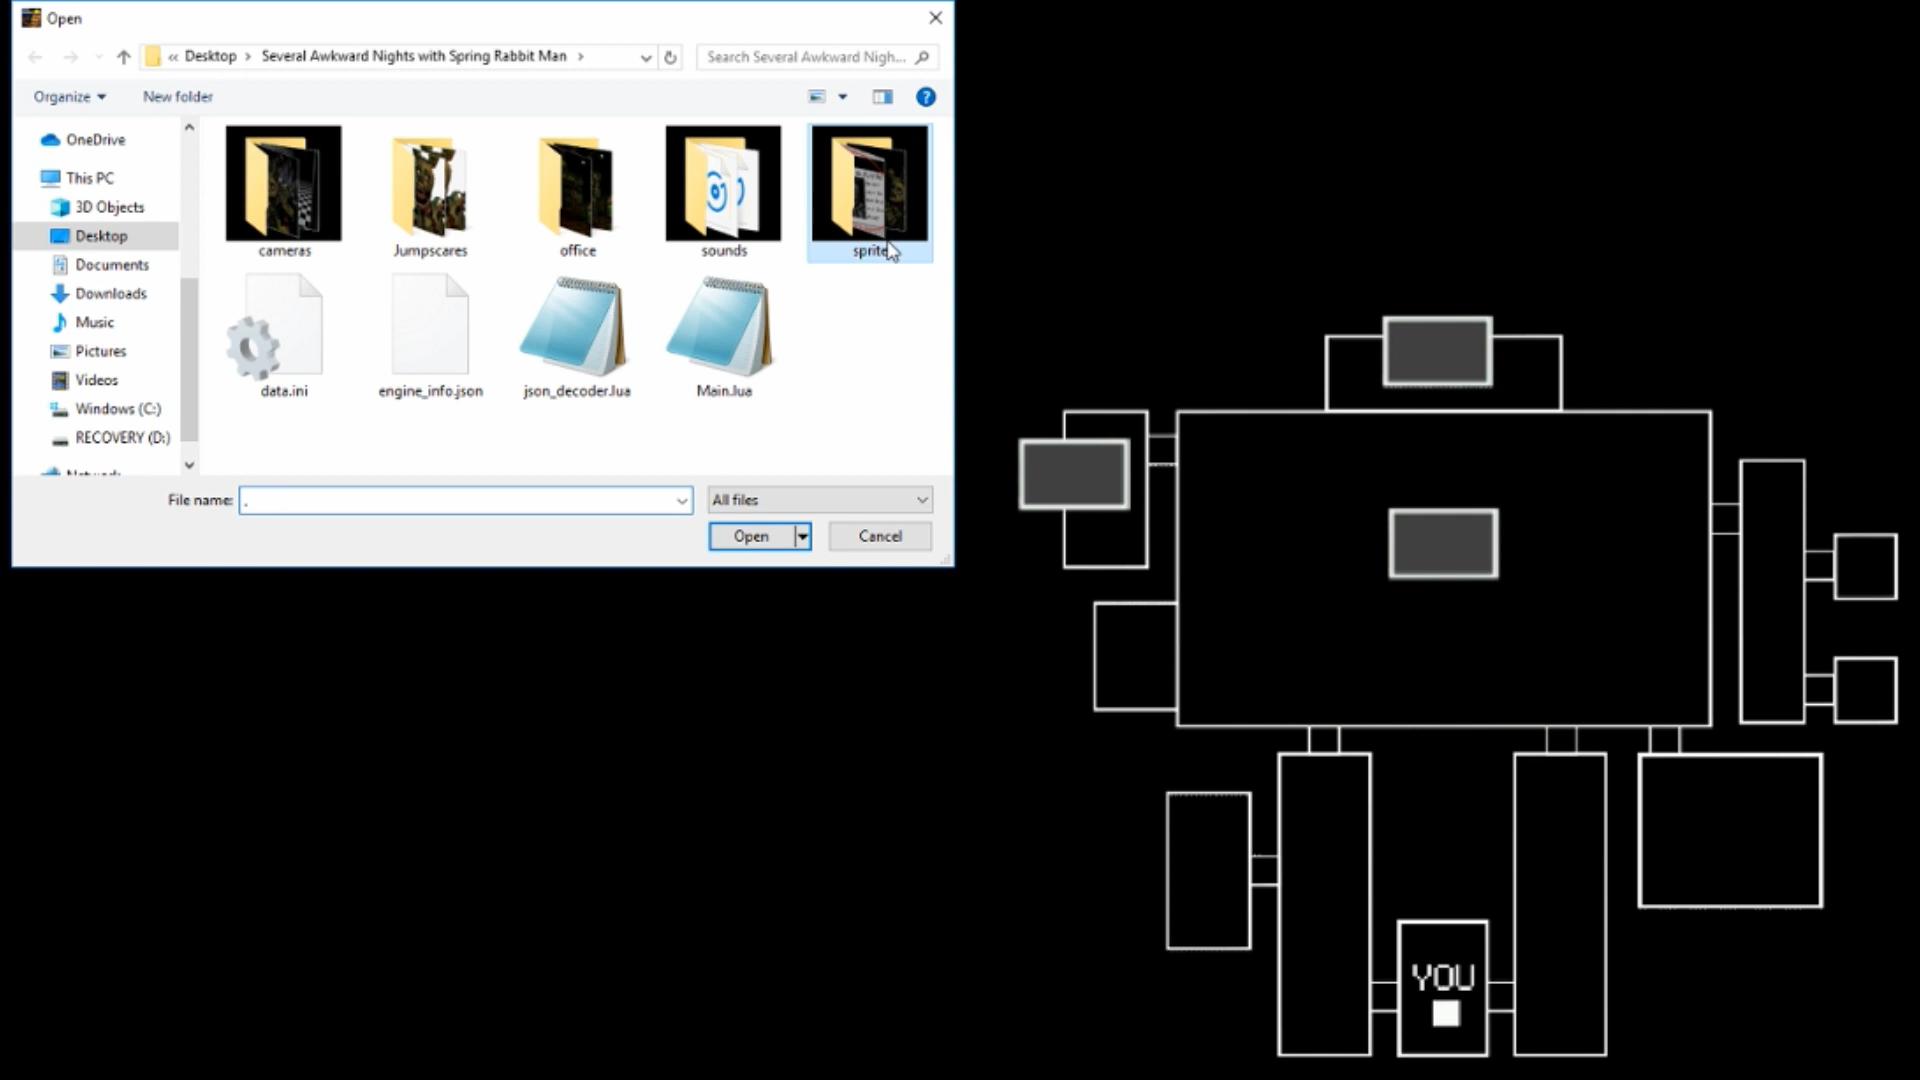 Open
« Desktop > Several Awkward Nights with Spring Rabbit Man >
Search Several Awkward Nigh...
Organize
New folder
OneDrive
This PC
3D Objects
Desktop
Documents
Downloads
Music
Pictures
Videos
Windows (C:)
RECOVERY (D:)
cameras
Jumpscares
office
sounds
data.ini
engine_info.json
json_decoder.lua
Main.lua
File name:
.
All files
Open
Cancel
YOU